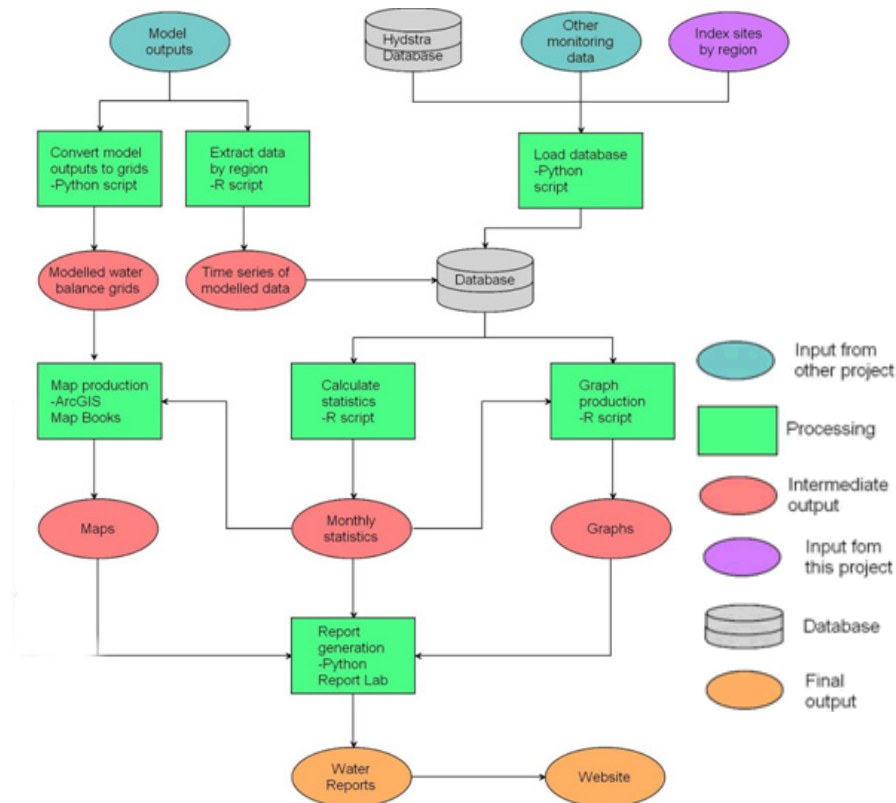 Model
outputs
Hydstra
Database
Other
monitoring
data
Index sites
by region
Convert model
outputs to grids
-Python script
Extract data
by region
-R script
Load database
-Python
script
Modelled water
balance grids
Time series of
modelled data
Database
Map production
-ArcGIS
Map Books
Calculate
statistics
-R script
Graph
production
-R script
Maps
Monthly
statistics
Graphs
Report
generation
-Python
Report Lab
Water
Reports
Website
Input from
other project
Processing
Intermediate
output
Input fom
this project
Database
Final
output